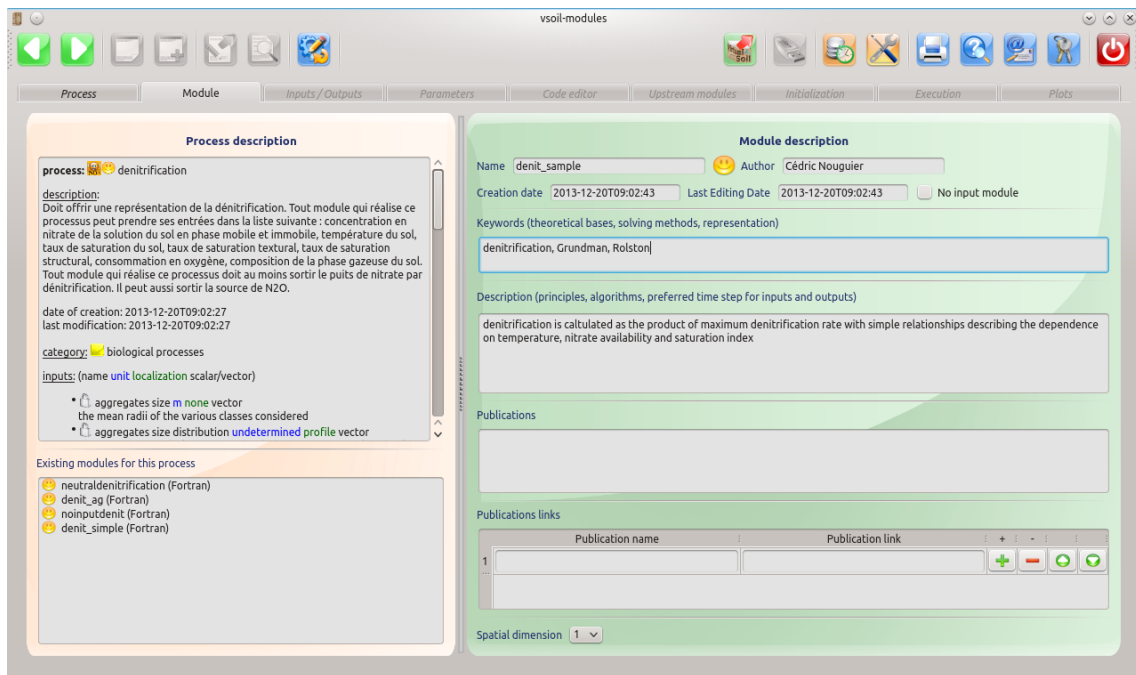 vsoil-modules
Process
Module
Inputs / Outputs
Parameters
Code editor
Upstream modules
Initialization
Execution
Plots
Process description
process: denitrification
description:
Doit offrir une représentation de la dénitrification. Tout module qui réalise ce
processus peut prendre ses entrées dans la liste suivante : concentration en
nitrate de la solution du sol en phase mobile et immobile, température du sol,
taux de saturation du sol, taux de saturation textural, taux de saturation
structural, consommation en oxygène, composition de la phase gazeuse du sol.
Tout module qui réalise ce processus doit au moins sortir le puits de nitrate par
dénitrification. Il peut aussi sortir la source de N2O.
date of creation: 2013-12-20T09:02:27
last modification: 2013-12-20T09:02:27
category: biological processes
inputs: (name unit localization scalar/vector)
• aggregates size m none vector
the mean radii of the various classes considered
• aggregates size distribution undetermined profile vector
Existing modules for this process
neutraldenitrification (Fortran)
denit_ag (Fortran)
noinputdenit (Fortran)
denit_simple (Fortran)
Module description
Name denit_sample Author Cédric Nouguier
Creation date 2013-12-20T09:02:43 Last Editing Date 2013-12-20T09:02:43 No input module
Keywords (theoretical bases, solving methods, representation)
denitrification, Grundman, Rolston
Description (principles, algorithms, preferred time step for inputs and outputs)
denitrification is caltulated as the product of maximum denitrification rate with simple relationships describing the dependence
on temperature, nitrate availability and saturation index
Publications
Publications links
Publication name Publication link + -
1
Spatial dimension 1